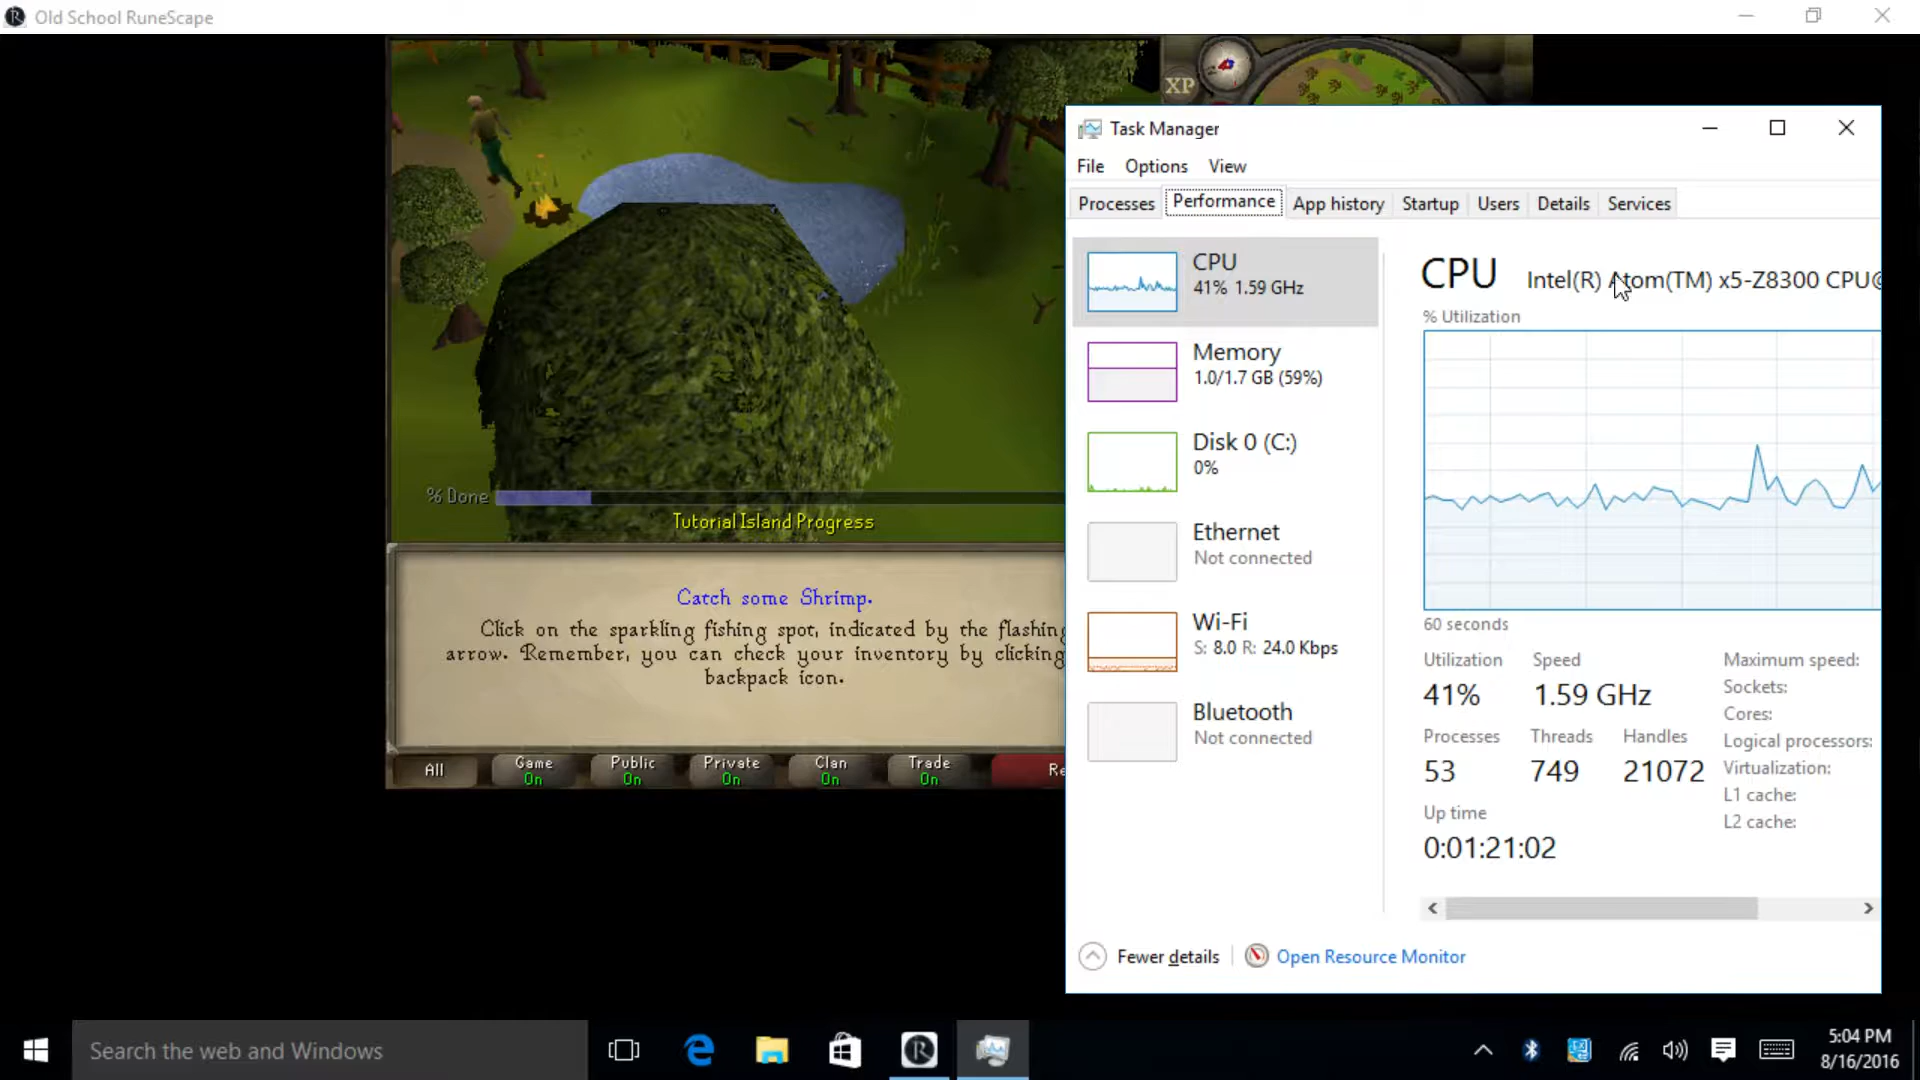 Old School RuneScape
XP
% Done
Tutorial Island Progress
Catch some Shrimp.
Click on the sparkling fishing spot, indicated by the flashing
arrow. Remember, you can check your inventory by clicking
backpack icon.
All
Game
On
Public
On
Private
On
Clan
On
Trade
On
Re
Task Manager
File Options View
Processes Performance App history Startup Users Details Services
CPU
41% 1.59 GHz
Memory
1.0/1.7 GB (59%)
Disk 0 (C:)
0%
Ethernet
Not connected
Wi-Fi
S: 8.0 R: 24.0 Kbps
Bluetooth
Not connected
CPU Intel(R) Atom(TM) x5-Z8300 CPU@
% Utilization
60 seconds
Utilization Speed
41% 1.59 GHz
Processes Threads Handles
53 749 21072
Up time
0:01:21:02
Maximum speed:
Sockets:
Cores:
Logical processors:
Virtualization:
L1 cache:
L2 cache:
Fewer details
Open Resource Monitor
Search the web and Windows
5:04 PM
8/16/2016